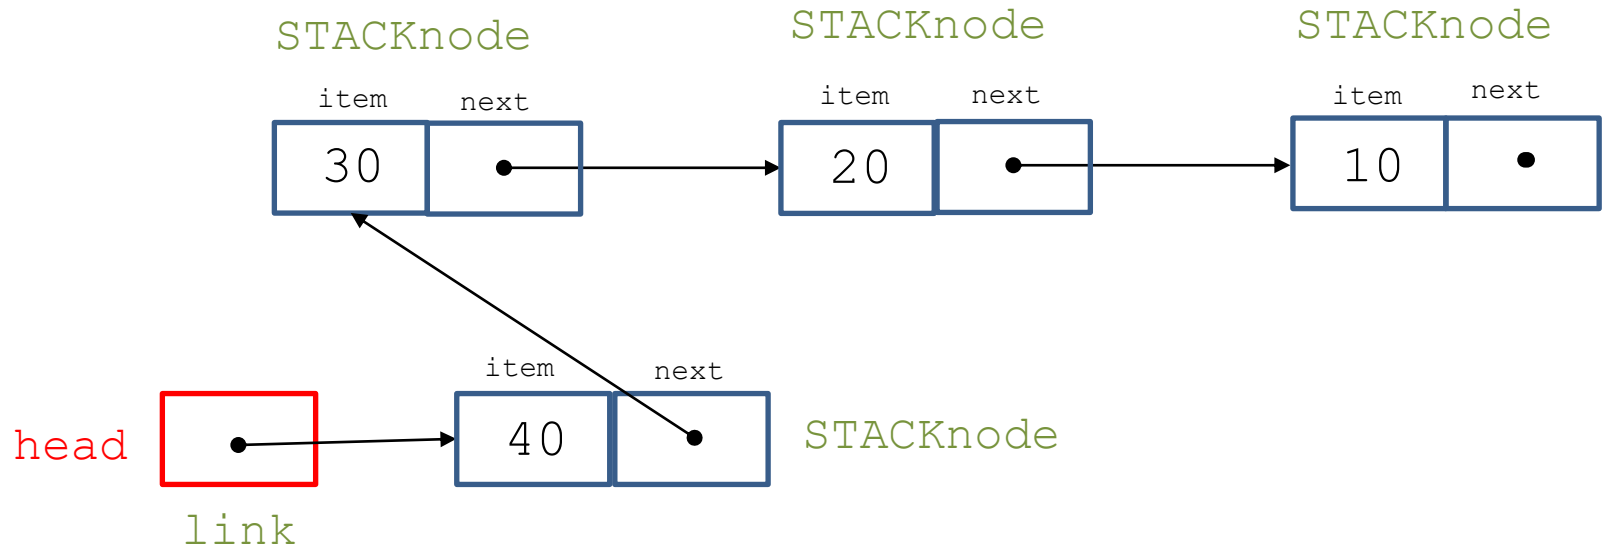 STACKnode STACKnode STACKnode
item next item next item next
30 20 10
item next
head 40 STACKnode
link